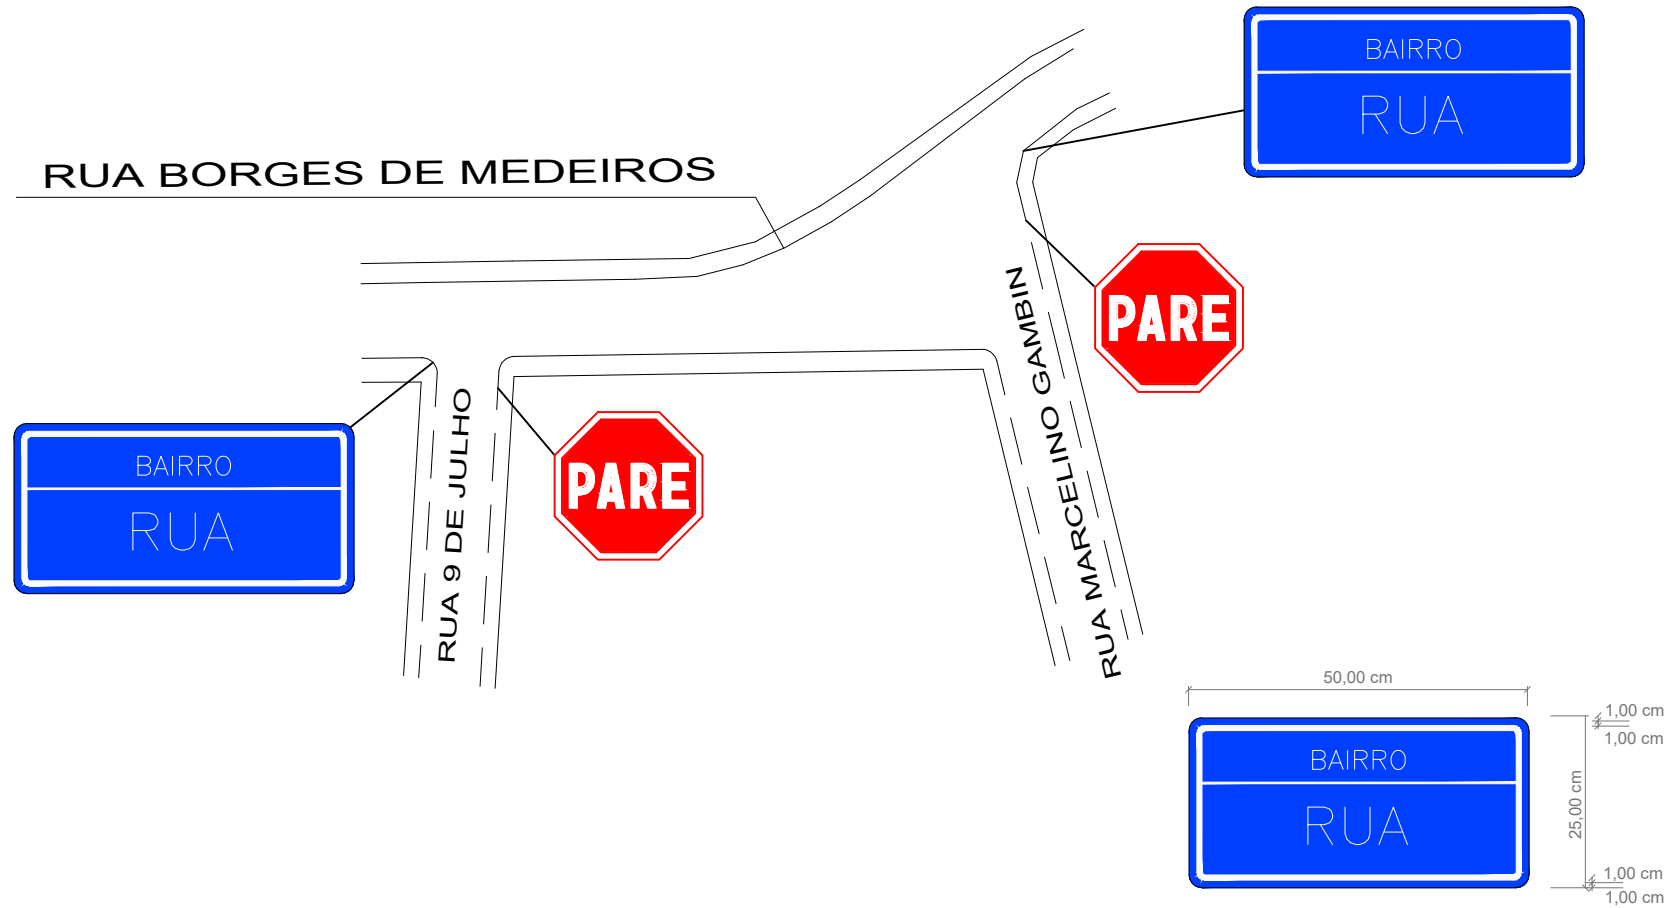 BAIRRO
RUA
RUA BORGES DE MEDEIROS
PARE
RUA MARCELINO GAMBIN
BAIRRO
RUA
RUA 9 DE JULHO
PARE
50,00 cm
1,00 cm
1,00 cm
BAIRRO
RUA
25,00 cm
1,00 cm
1,00 cm